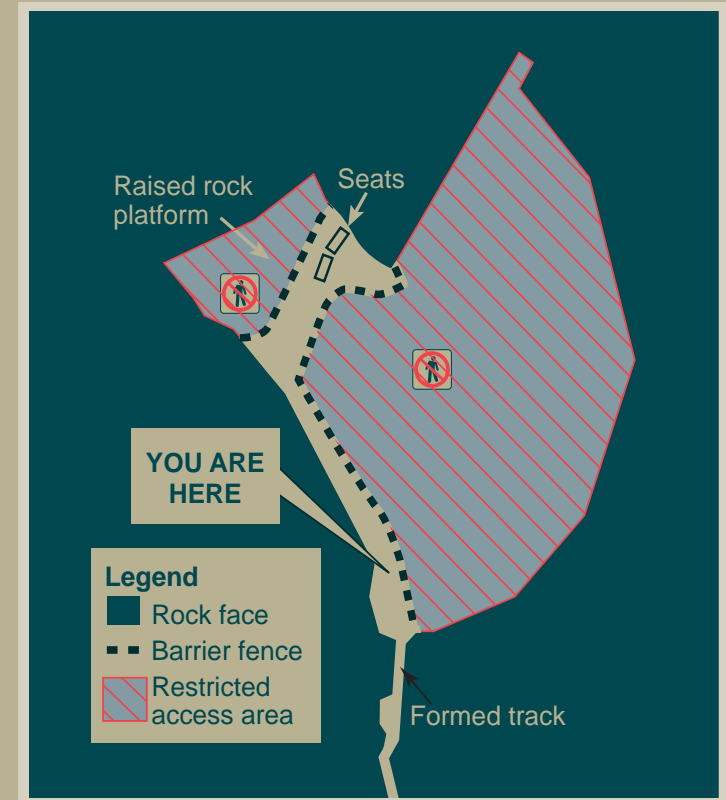 Raised rock
platform
Seats
YOU ARE
HERE
Legend
Rock face
Barrier fence
Restricted
access area
Formed track